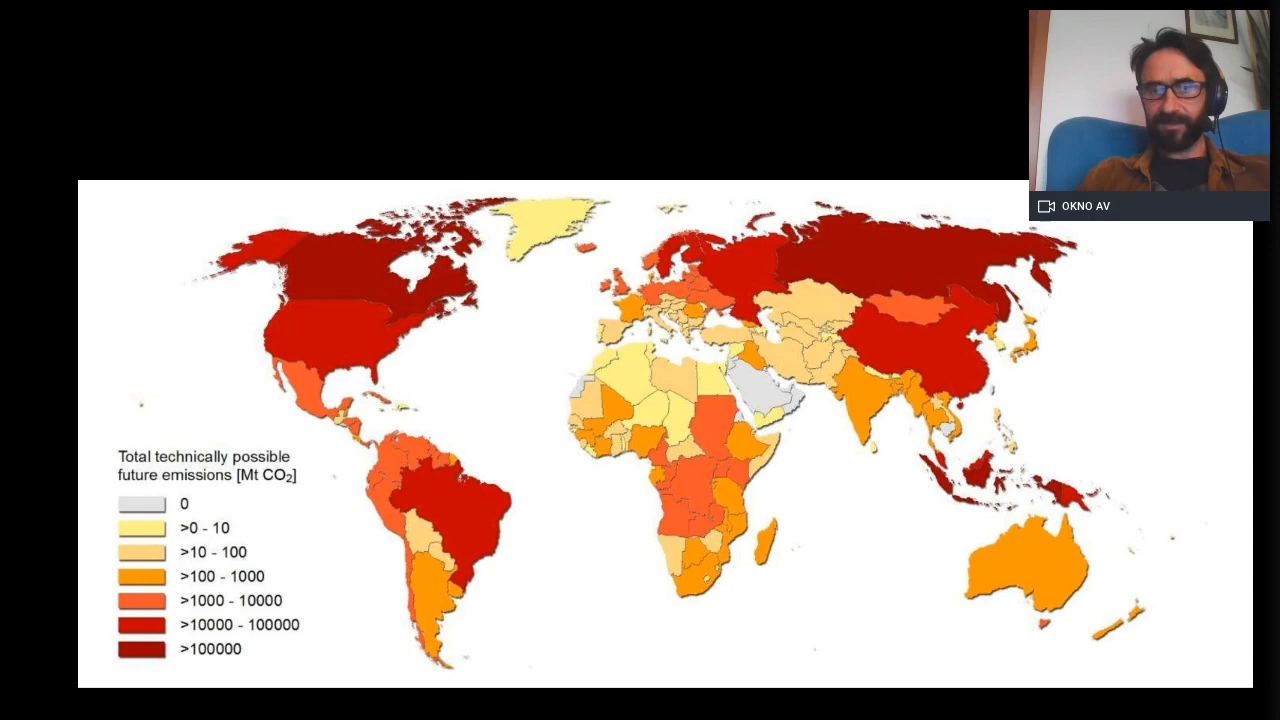 OKNO AV
Total technically possible
future emissions [Mt CO₂]
0
>0 - 10
>10 - 100
>100 - 1000
>1000 - 10000
>10000 - 100000
>100000